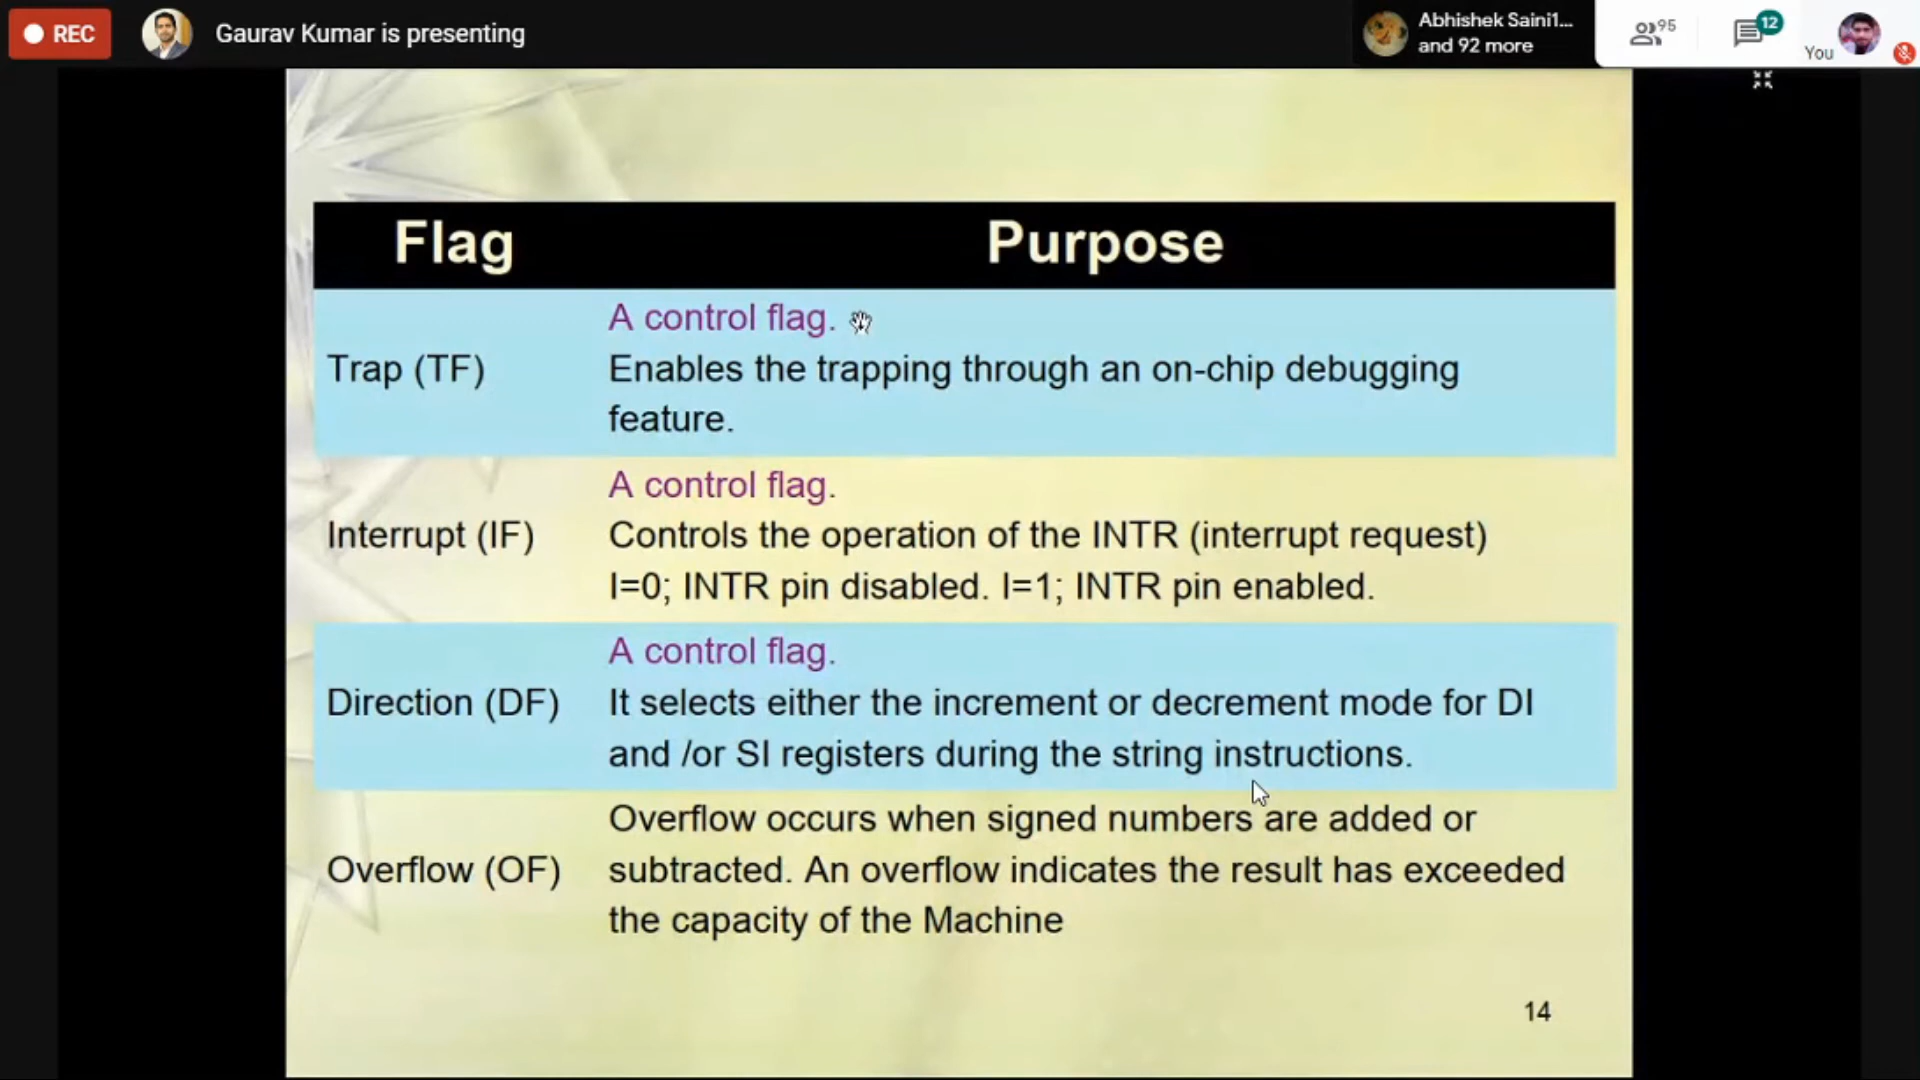 REC
Gaurav Kumar is presenting
Abhishek Saini1...
and 92 more
95
12
You
Flag Purpose
A control flag.
Trap (TF) Enables the trapping through an on-chip debugging
feature.
A control flag.
Interrupt (IF) Controls the operation of the INTR (interrupt request)
I=0; INTR pin disabled. I=1; INTR pin enabled.
A control flag.
Direction (DF) It selects either the increment or decrement mode for DI
and /or SI registers during the string instructions.
Overflow occurs when signed numbers are added or
Overflow (OF) subtracted. An overflow indicates the result has exceeded
the capacity of the Machine
14